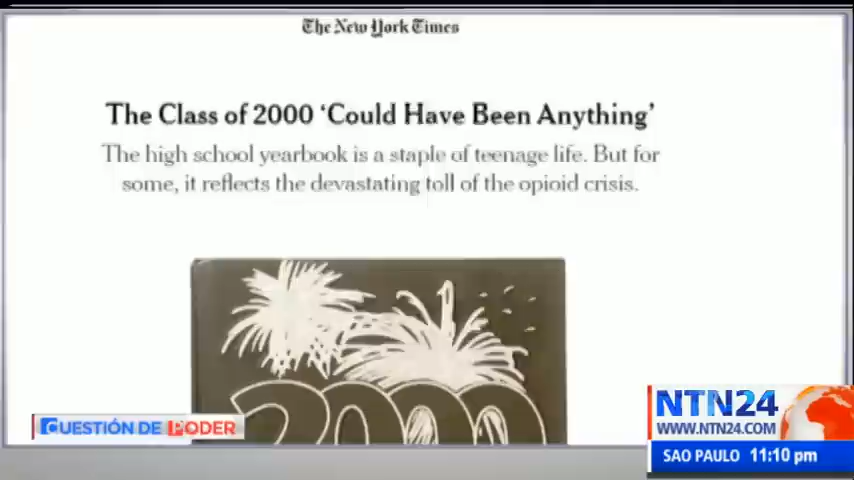 The New York Times
The Class of 2000 ‘Could Have Been Anything’
The high school yearbook is a staple of teenage life. But for
some, it reflects the devastating toll of the opioid crisis.
2000
CUESTIÓN DE PODER
NTN24
WWW.NTN24.COM
SAO PAULO 11:10 pm